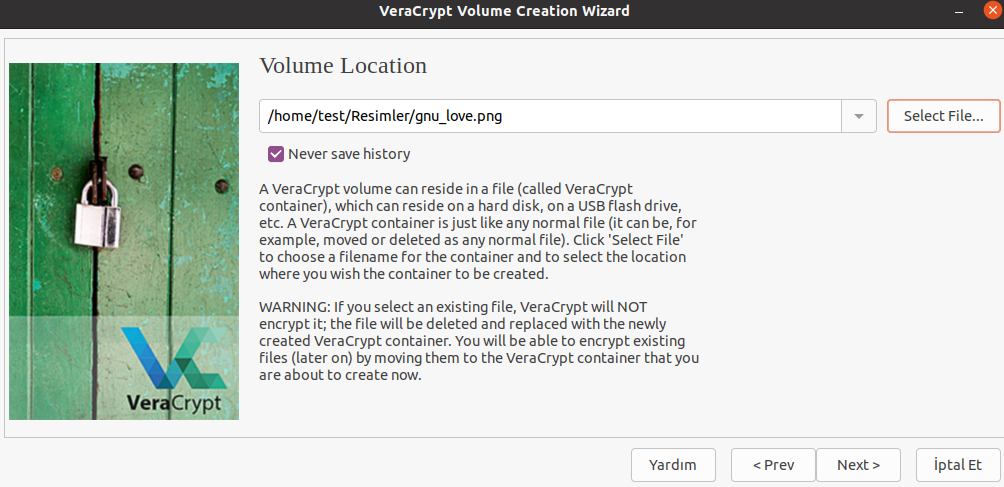 VeraCrypt Volume Creation Wizard
Volume Location
/home/test/Resimler/gnu_love.png
Select File...
Never save history
A VeraCrypt volume can reside in a file (called VeraCrypt
container), which can reside on a hard disk, on a USB flash drive,
etc. A VeraCrypt container is just like any normal file (it can be, for
example, moved or deleted as any normal file). Click 'Select File'
to choose a filename for the container and to select the location
where you wish the container to be created.
WARNING: If you select an existing file, VeraCrypt will NOT
encrypt it; the file will be deleted and replaced with the newly
created VeraCrypt container. You will be able to encrypt existing
files (later on) by moving them to the VeraCrypt container that you
are about to create now.
VeraCrypt
Yardım
< Prev
Next >
İptal Et